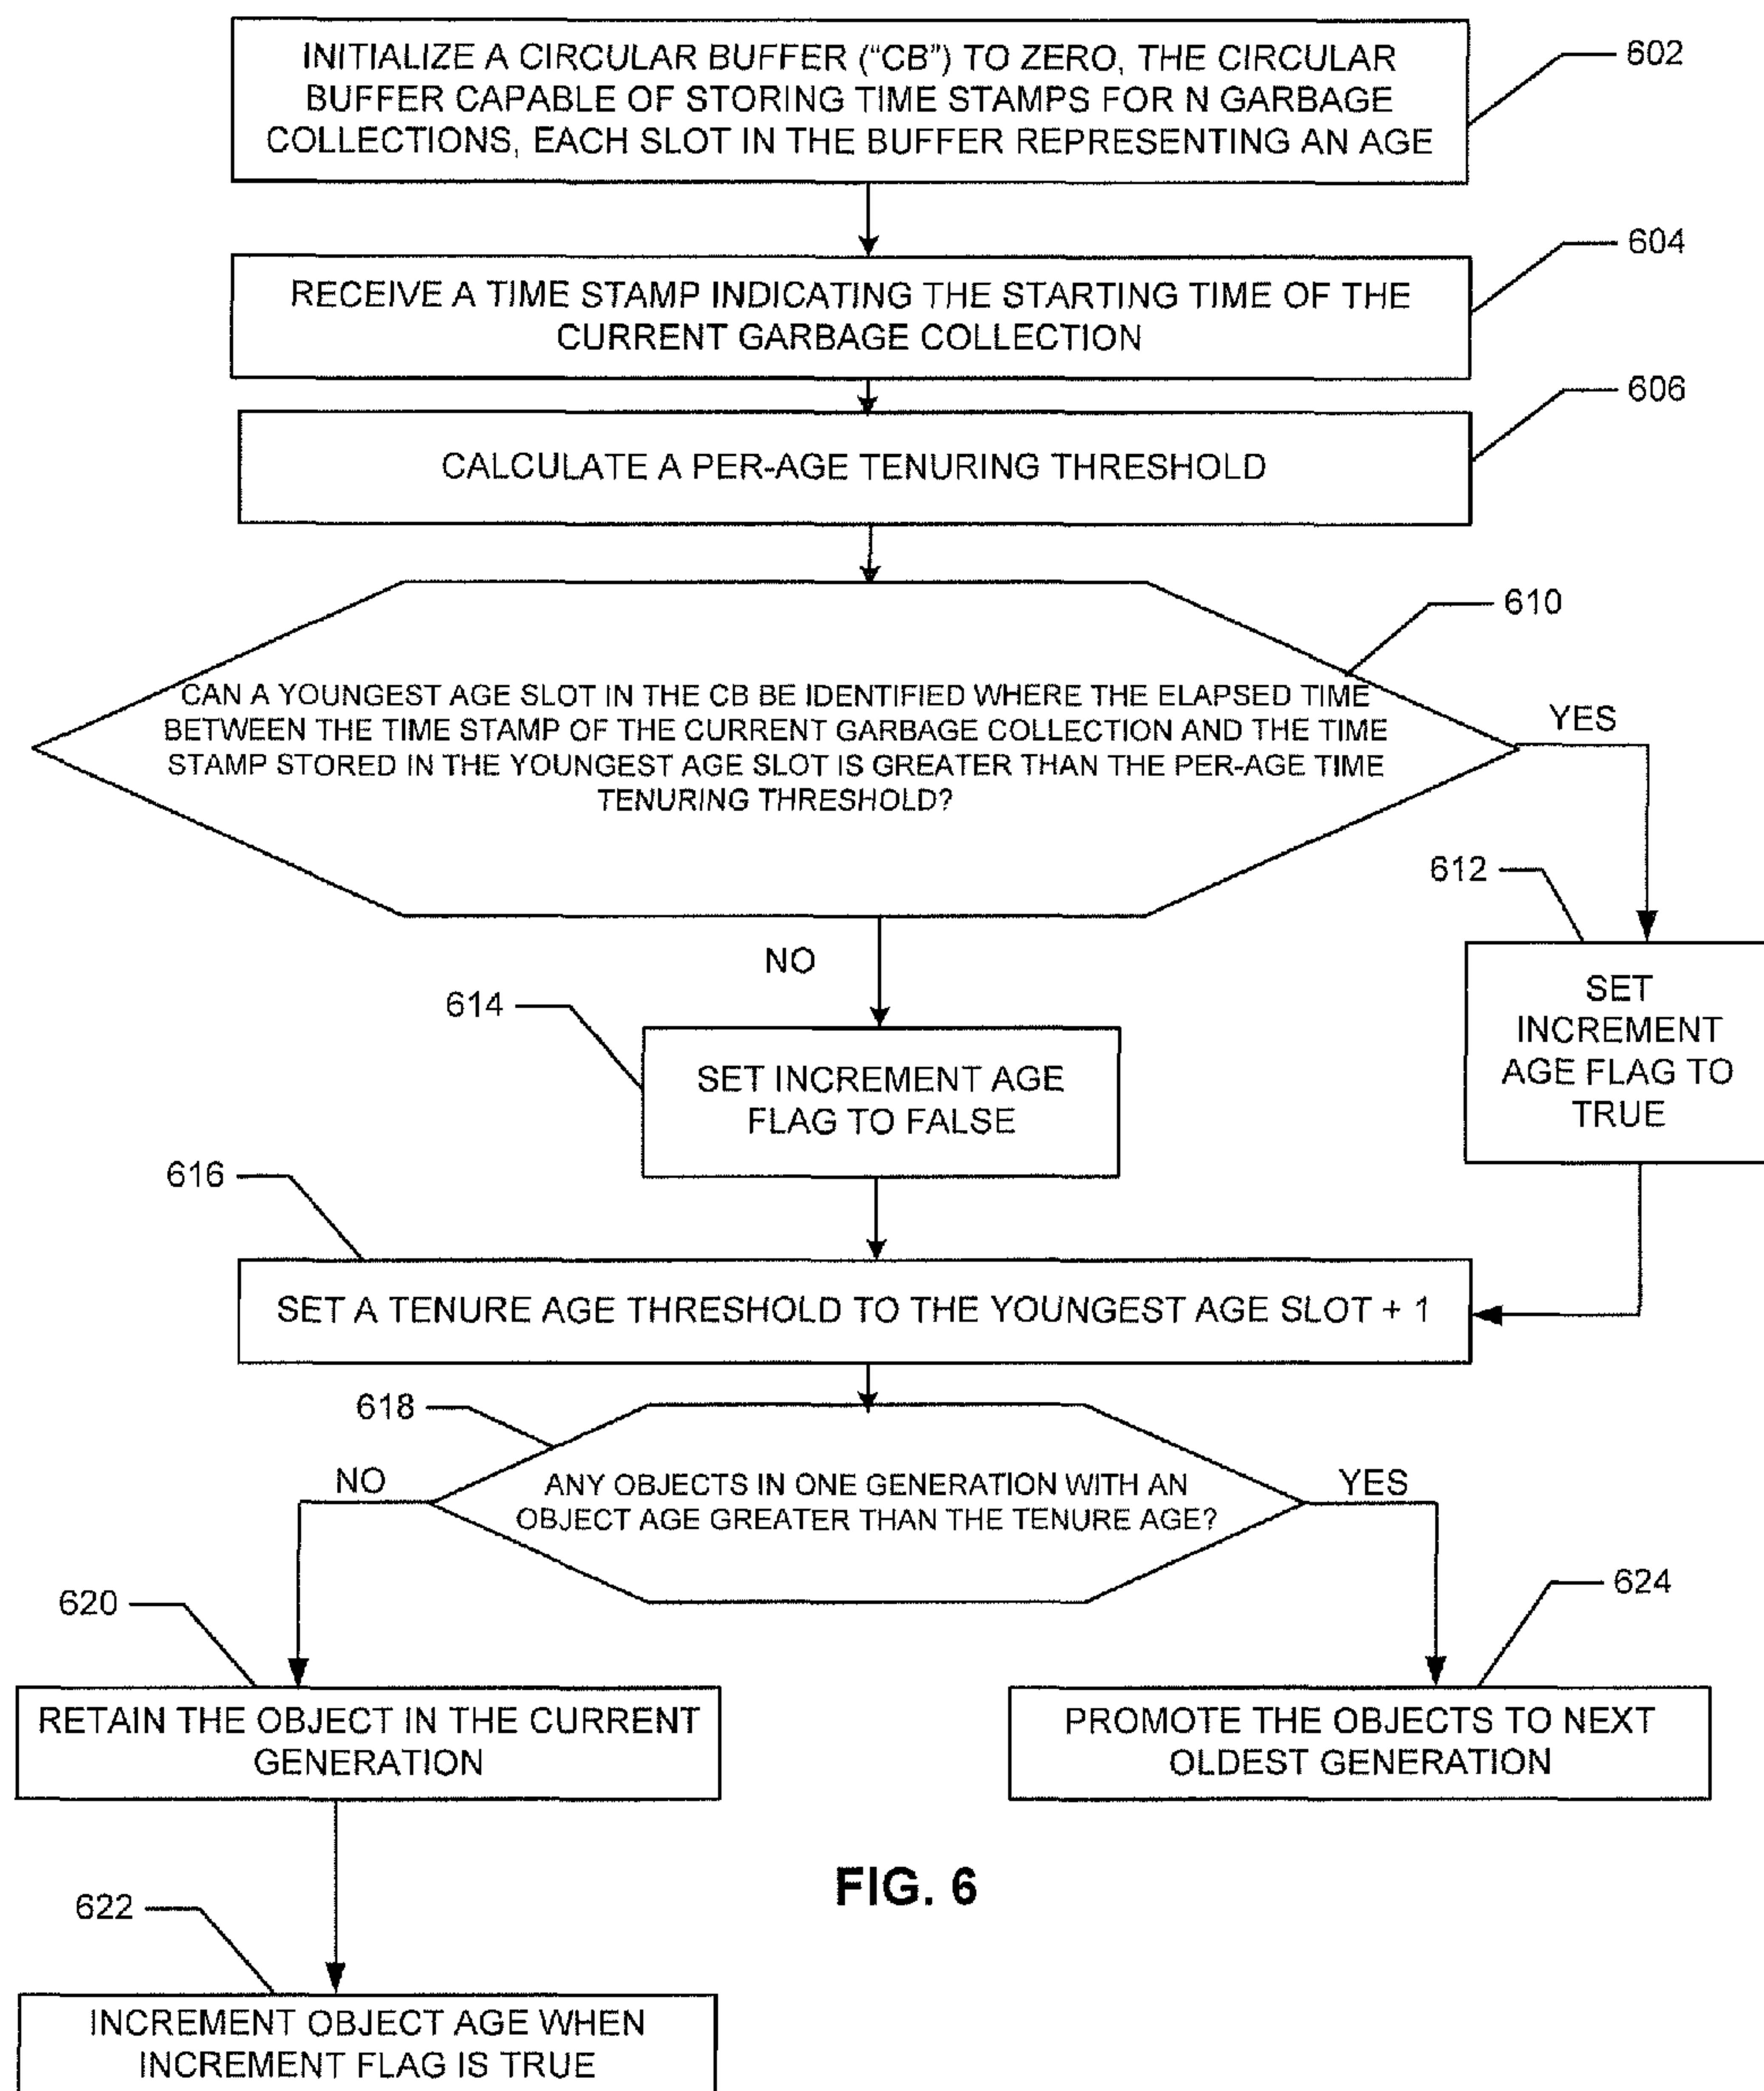 INITIALIZE A CIRCULAR BUFFER ("CB") TO ZERO, THE CIRCULAR
BUFFER CAPABLE OF STORING TIME STAMPS FOR N GARBAGE
COLLECTIONS, EACH SLOT IN THE BUFFER REPRESENTING AN AGE
602
RECEIVE A TIME STAMP INDICATING THE STARTING TIME OF THE
CURRENT GARBAGE COLLECTION
604
606
CALCULATE A PER-AGE TENURING THRESHOLD
610
CAN A YOUNGEST AGE SLOT IN THE CB BE IDENTIFIED WHERE THE ELAPSED TIME
BETWEEN THE TIME STAMP OF THE CURRENT GARBAGE COLLECTION AND THE TIME
STAMP STORED IN THE YOUNGEST AGE SLOT IS GREATER THAN THE PER-AGE TIME
TENURING THRESHOLD?
YES
612
SET
INCREMENT
AGE FLAG TO
TRUE
NO
614
SET INCREMENT AGE
FLAG TO FALSE
616
SET A TENURE AGE THRESHOLD TO THE YOUNGEST AGE SLOT + 1
618
ANY OBJECTS IN ONE GENERATION WITH AN
OBJECT AGE GREATER THAN THE TENURE AGE?
NO
YES
620
RETAIN THE OBJECT IN THE CURRENT
GENERATION
624
PROMOTE THE OBJECTS TO NEXT
OLDEST GENERATION
622
INCREMENT OBJECT AGE WHEN
INCREMENT FLAG IS TRUE
FIG. 6